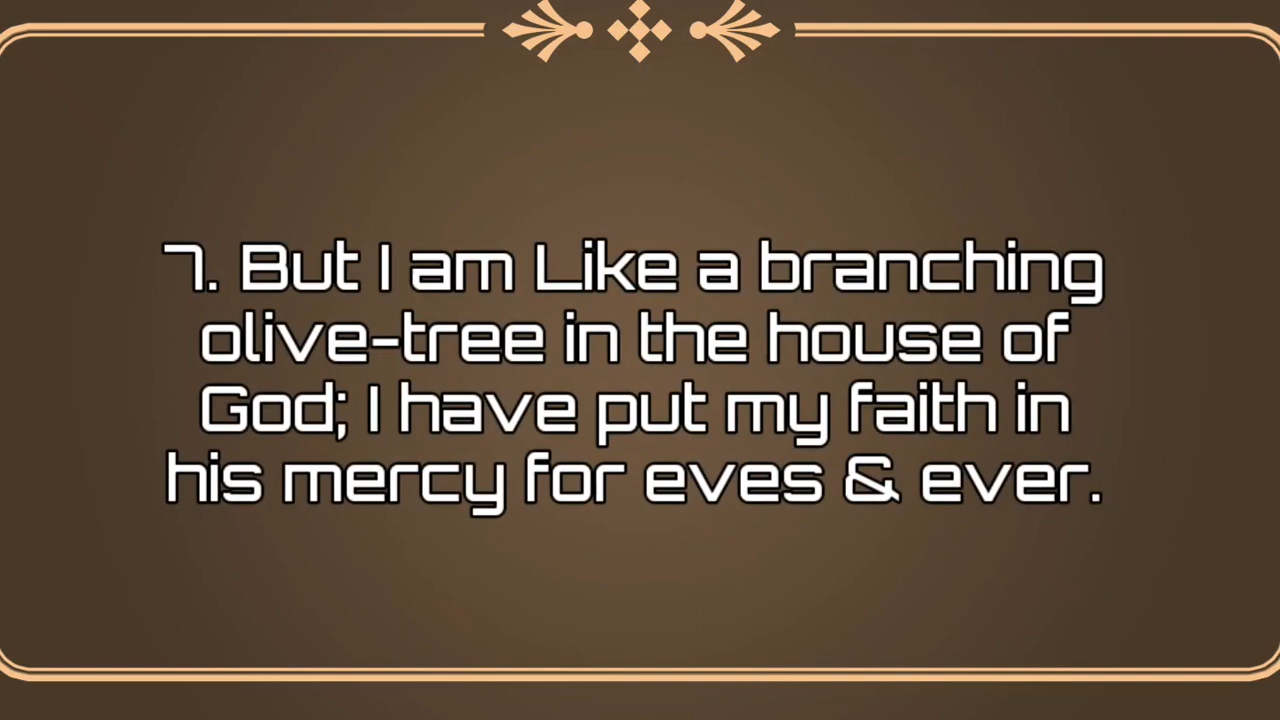 7. But I am Like a branching
olive-tree in the house of
God; I have put my faith in
his mercy for eves & ever.